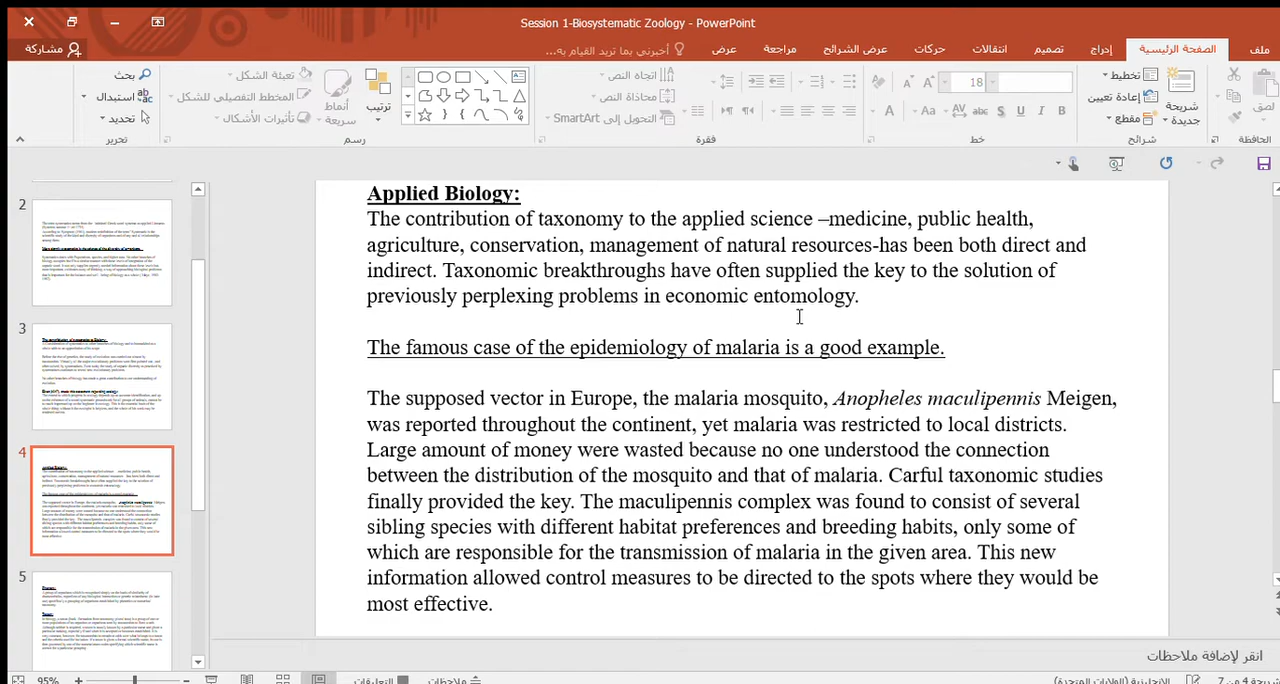 Session 1-Biosystematic Zoology - PowerPoint
ملف
الصفحة الرئيسية
إدراج
تصميم
انتقالات
حركات
عرض الشرائح
مراجعة
عرض
أخبرني بما تريد القيام به...
مشاركة
لصق
الحافظة
شريحة جديدة
تخطيط
إعادة تعيين
مقطع
شرائح
18
B
I
U
S
abc
AV
Aa
A
خط
اتجاه النص
محاذاة النص
التحويل إلى SmartArt
فقرة
ترتيب
أنماط سريعة
تعبئة الشكل
المخطط التفصيلي للشكل
تأثيرات الأشكال
رسم
بحث
استبدال
تحديد
تحرير
2
3
4
5
Applied Biology:
The contribution of taxonomy to the applied science –medicine, public health,
agriculture, conservation, management of natural resources-has been both direct and
indirect. Taxonomic breakthroughs have often supplied the key to the solution of
previously perplexing problems in economic entomology.
The famous case of the epidemiology of malaria is a good example.
The supposed vector in Europe, the malaria mosquito, Anopheles maculipennis Meigen,
was reported throughout the continent, yet malaria was restricted to local districts.
Large amount of money were wasted because no one understood the connection
between the distribution of the mosquito and that of malaria. Carful taxonomic studies
finally provided the key. The maculipennis complex was found to consist of several
sibling species with different habitat preferences and breeding habits, only some of
which are responsible for the transmission of malaria in the given area. This new
information allowed control measures to be directed to the spots where they would be
most effective.
انقر لإضافة ملاحظات
شريحة 4 من 7
الإنجليزية (الولايات المتحدة)
ملاحظات
التعليقات
95%